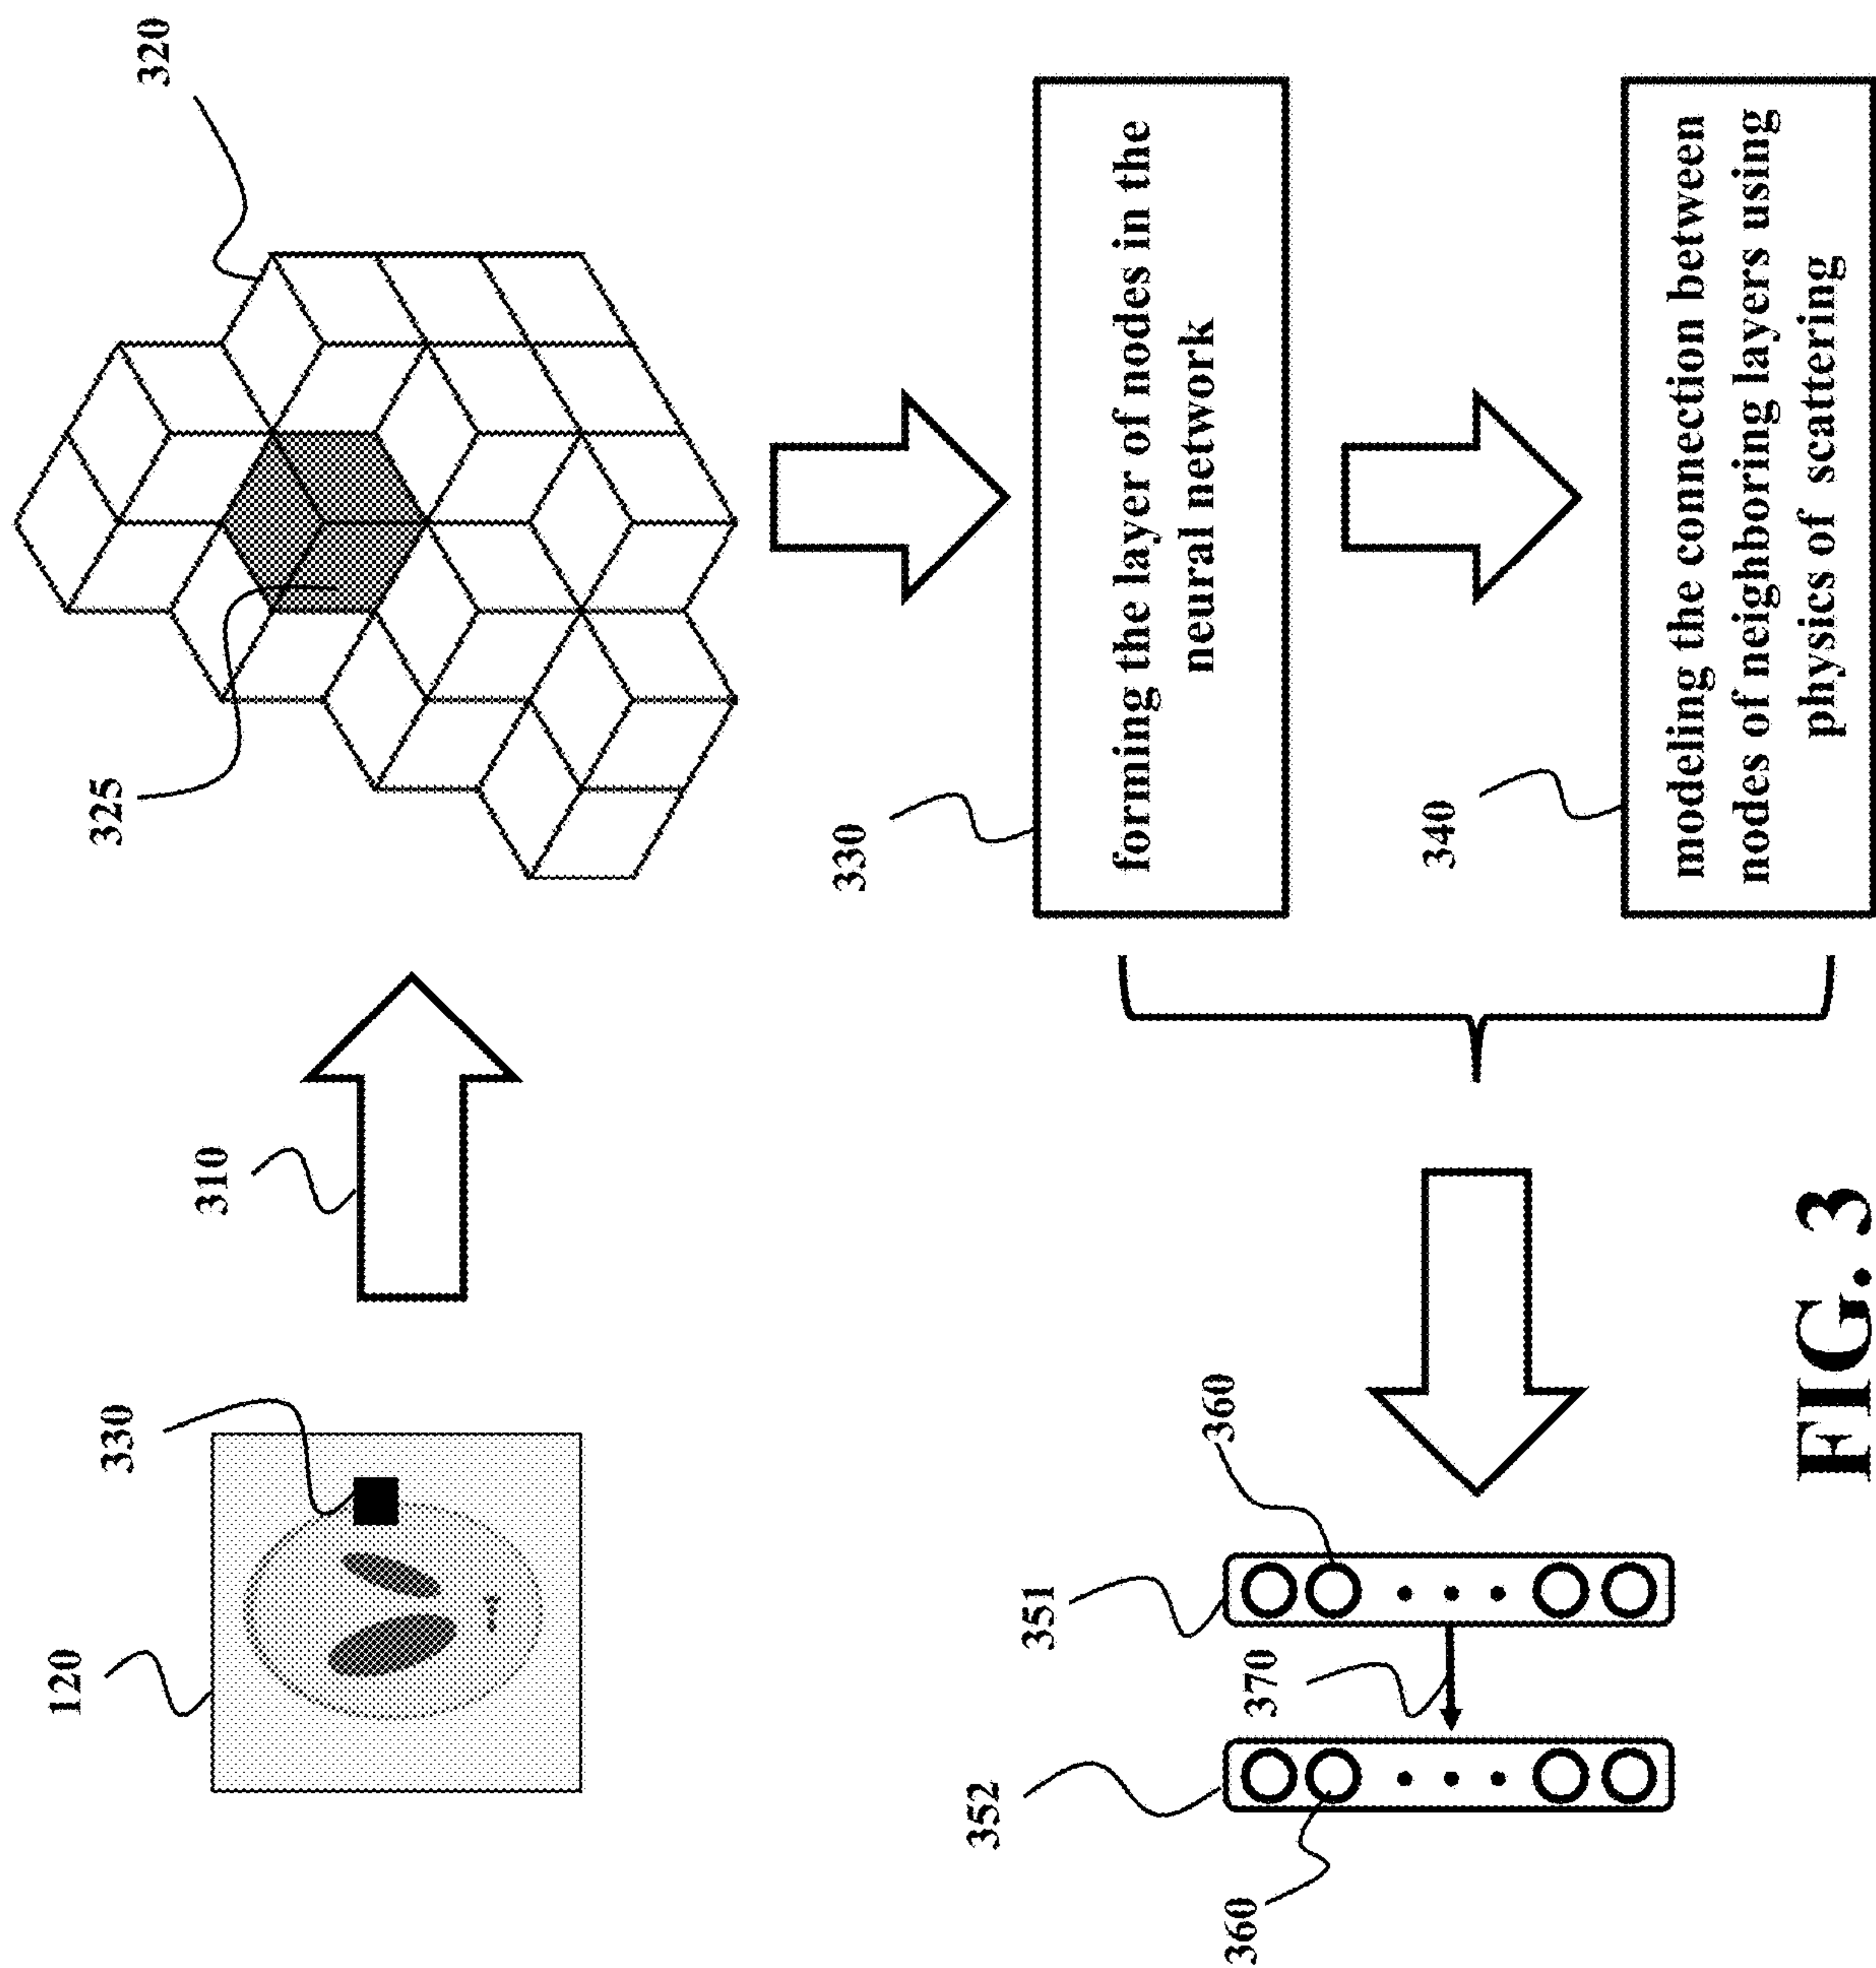 120
330
310
325
320
330
forming the layer of nodes in the
neural network
340
modeling the connection between
nodes of neighboring layers using
physics of scattering
352
351
360
370
360
FIG. 3